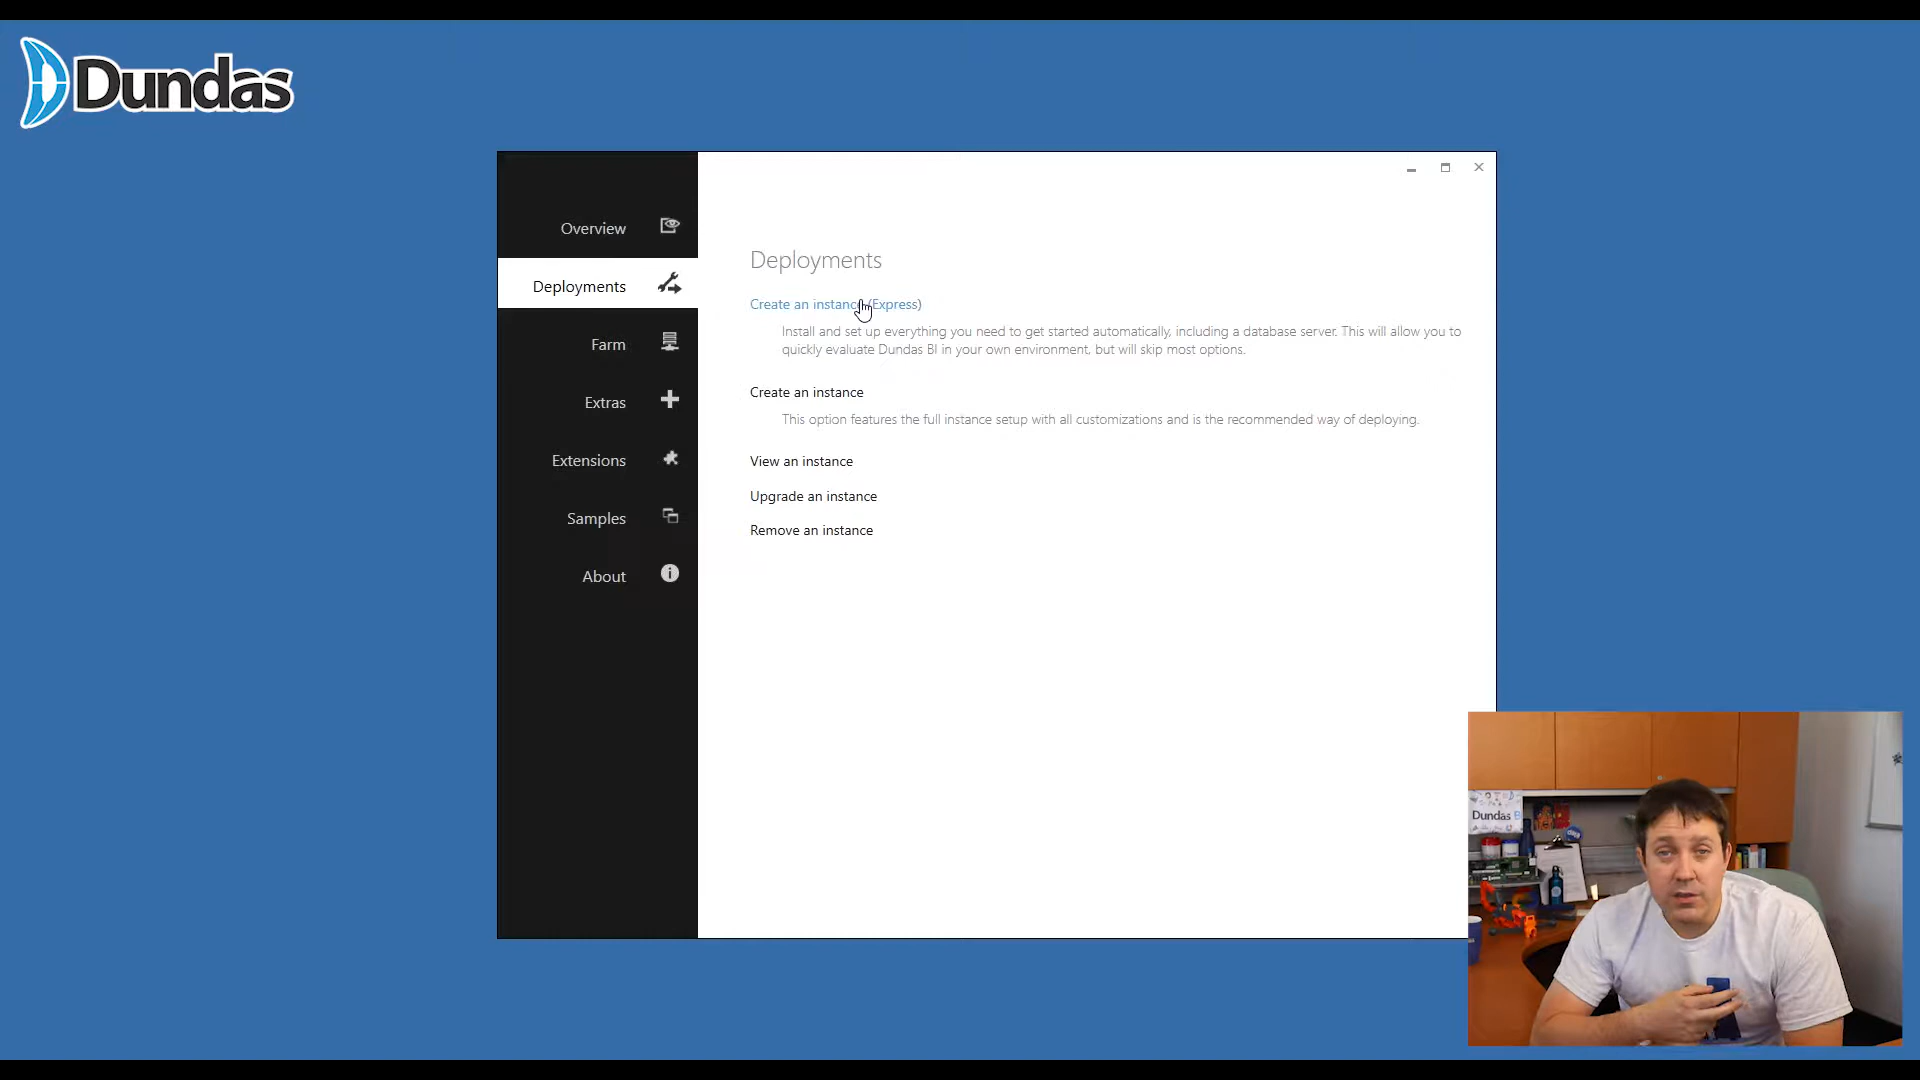 Dundas
Overview
Deployments
Farm
Extras
Extensions
Samples
About
Deployments
Create an instance (Express)
Install and set up everything you need to get started automatically, including a database server. This will allow you to
quickly evaluate Dundas BI in your own environment, but will skip most options.
Create an instance
This option features the full instance setup with all customizations and is the recommended way of deploying.
View an instance
Upgrade an instance
Remove an instance
Dundas B